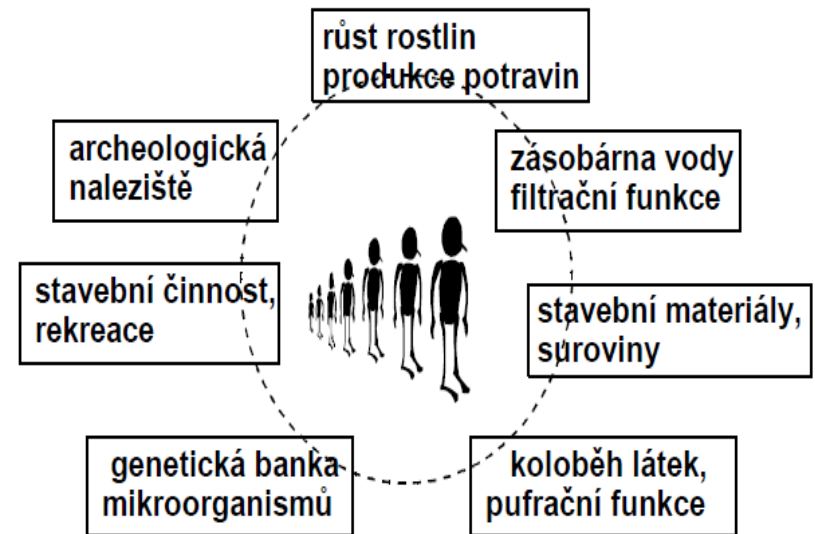 růst rostlin
produkce potravin
archeologická
naleziště
zásobárna vody
filtrační funkce
stavební činnost,
rekreace
stavební materiály,
suroviny
genetická banka
mikroorganismů
koloběh látek,
pufrační funkce